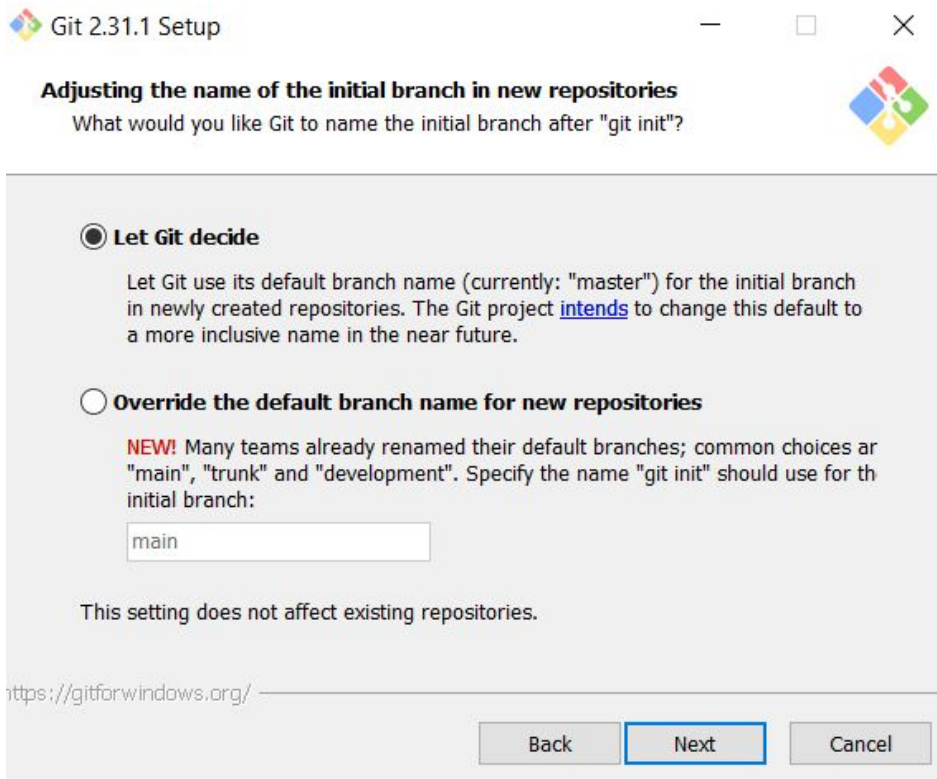 Git 2.31.1 Setup
Adjusting the name of the initial branch in new repositories
What would you like Git to name the initial branch after "git init"?
Let Git decide
Let Git use its default branch name (currently: "master") for the initial branch
in newly created repositories. The Git project intends to change this default to
a more inclusive name in the near future.
Override the default branch name for new repositories
NEW! Many teams already renamed their default branches; common choices ar
"main", "trunk" and "development". Specify the name "git init" should use for th
initial branch:
main
This setting does not affect existing repositories.
https://gitforwindows.org/
Back Next Cancel